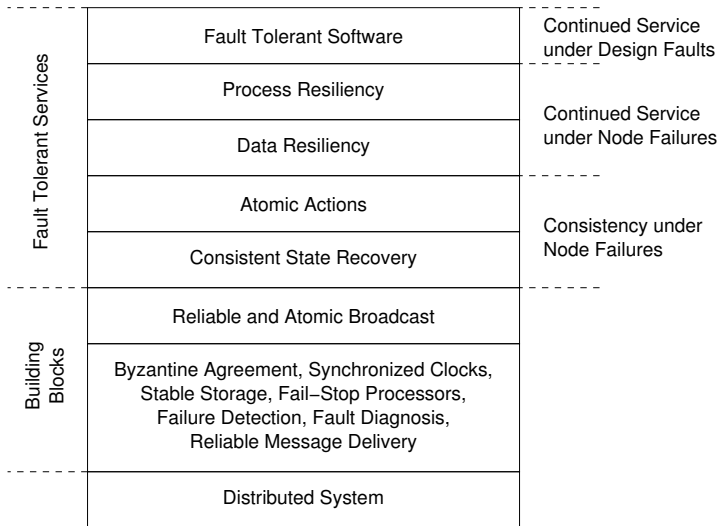 Fault Tolerant Services
Building
Blocks
Fault Tolerant Software
Process Resiliency
Data Resiliency
Atomic Actions
Consistent State Recovery
Reliable and Atomic Broadcast
Byzantine Agreement, Synchronized Clocks,
Stable Storage, Fail−Stop Processors,
Failure Detection, Fault Diagnosis,
Reliable Message Delivery
Distributed System
Continued Service
under Design Faults
Continued Service
under Node Failures
Consistency under
Node Failures